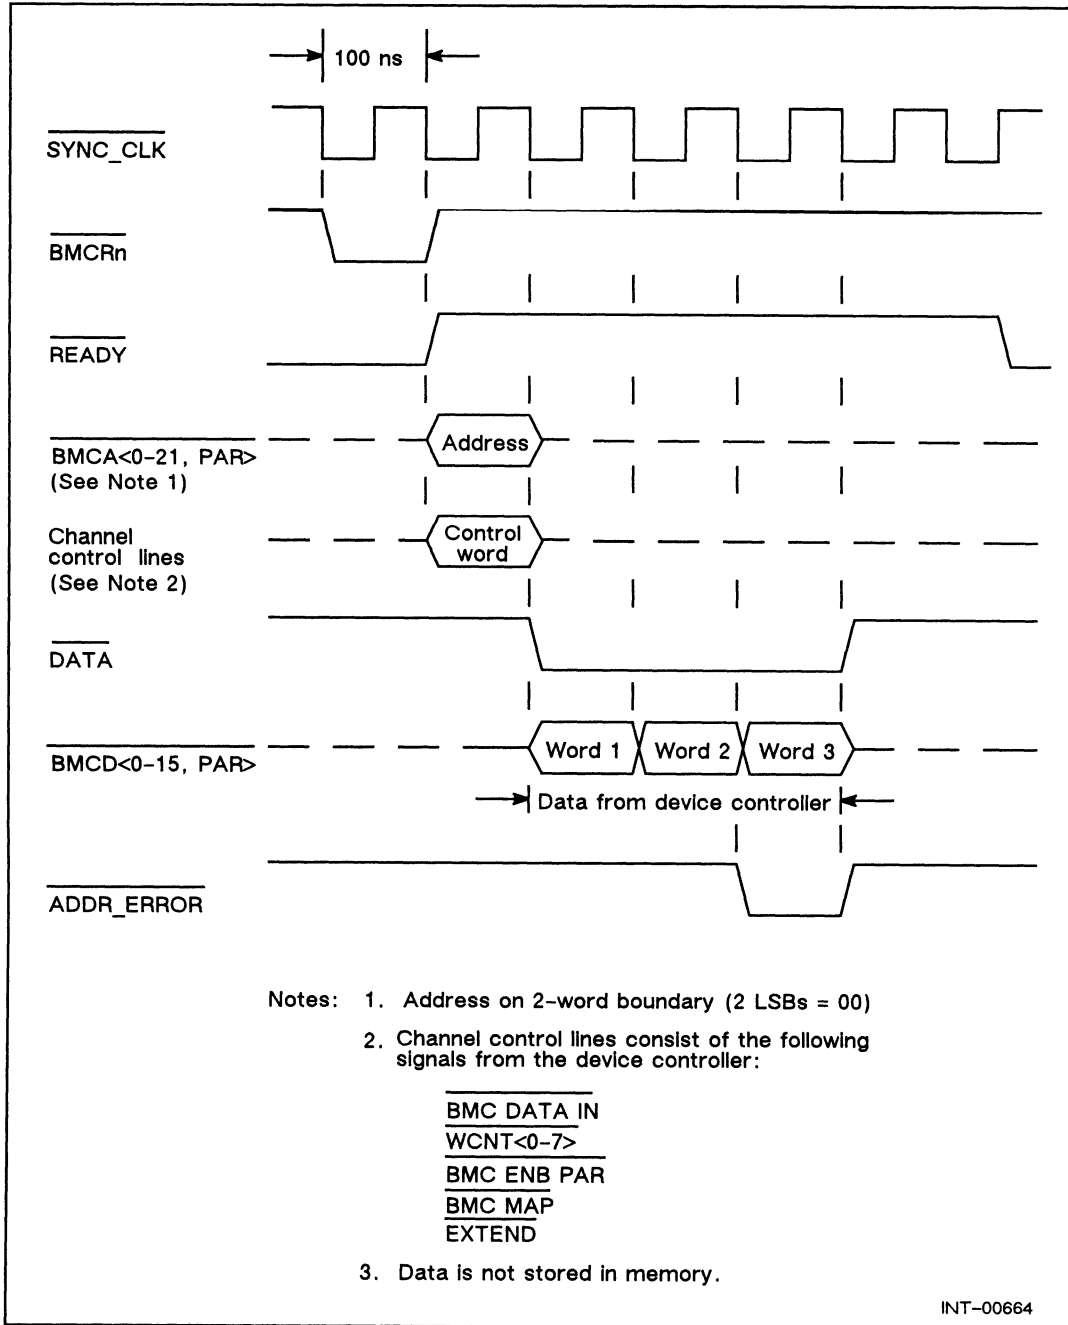 100 ns
SYNC_CLK
BMCRn
READY
BMCA<0-21, PAR>
(See Note 1)
Address
Channel
control lines
(See Note 2)
Control
word
DATA
BMCD<0-15, PAR>
Word 1 Word 2 Word 3
Data from device controller
ADDR_ERROR
Notes: 1. Address on 2-word boundary (2 LSBs = 00)
2. Channel control lines consist of the following
signals from the device controller:
BMC DATA IN
WCNT<0-7>
BMC ENB PAR
BMC MAP
EXTEND
3. Data is not stored in memory.
INT-00664